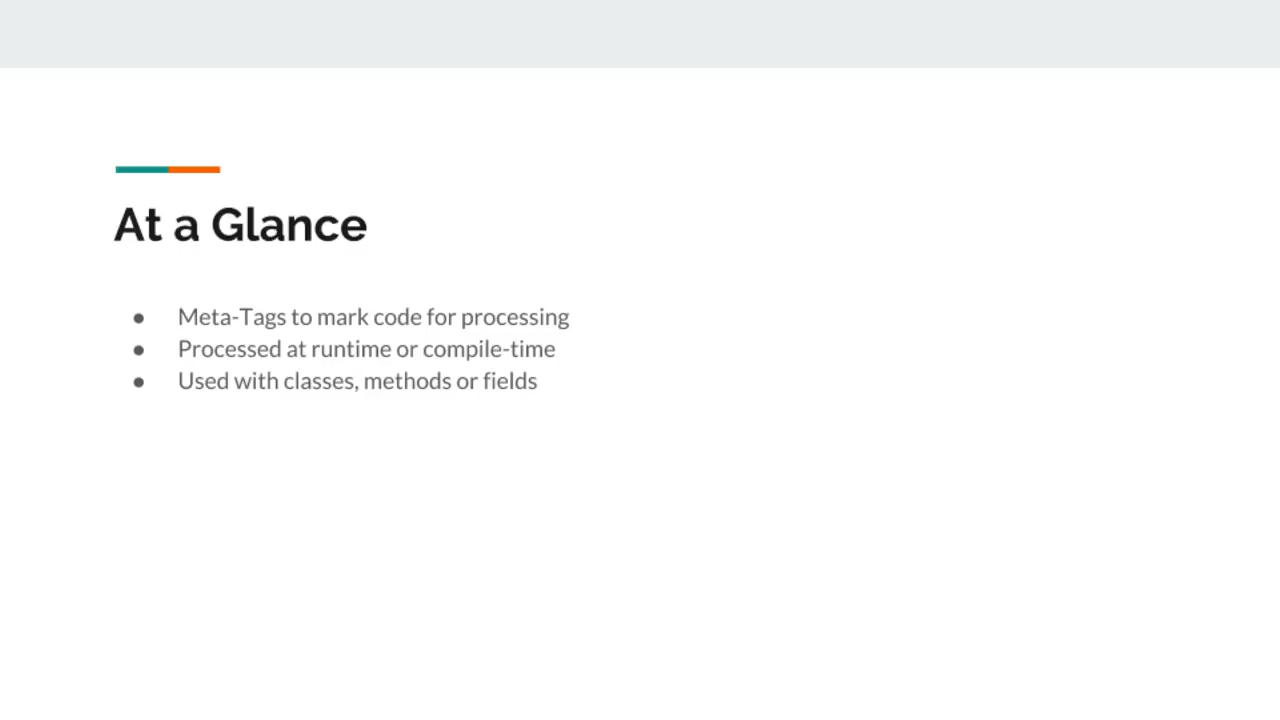 At a Glance
● Meta-Tags to mark code for processing
● Processed at runtime or compile-time
● Used with classes, methods or fields